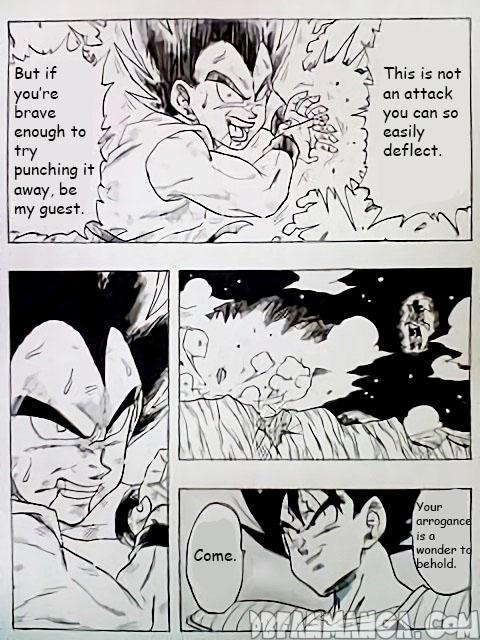 But if
you're
brave
enough to
try
punching it
away, be
my guest.
This is not
an attack
you can so
easily
deflect.
Come.
Your
arrogance
is a
wonder to
behold.
DBFASMANGA.COM